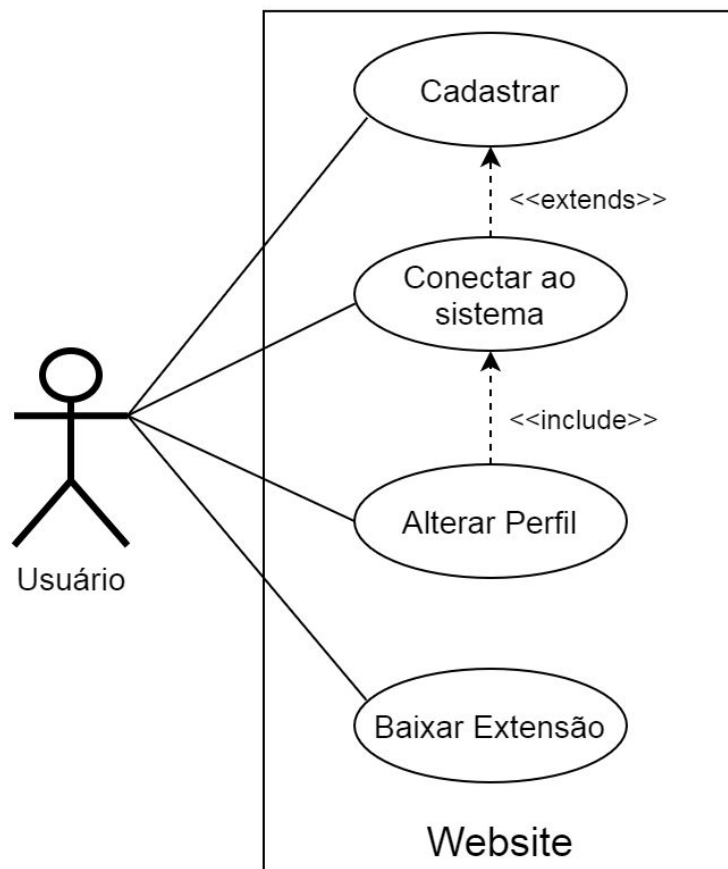 Cadastrar
<<extends>>
Conectar ao
sistema
<<include>>
Alterar Perfil
Usuário
Baixar Extensão
Website